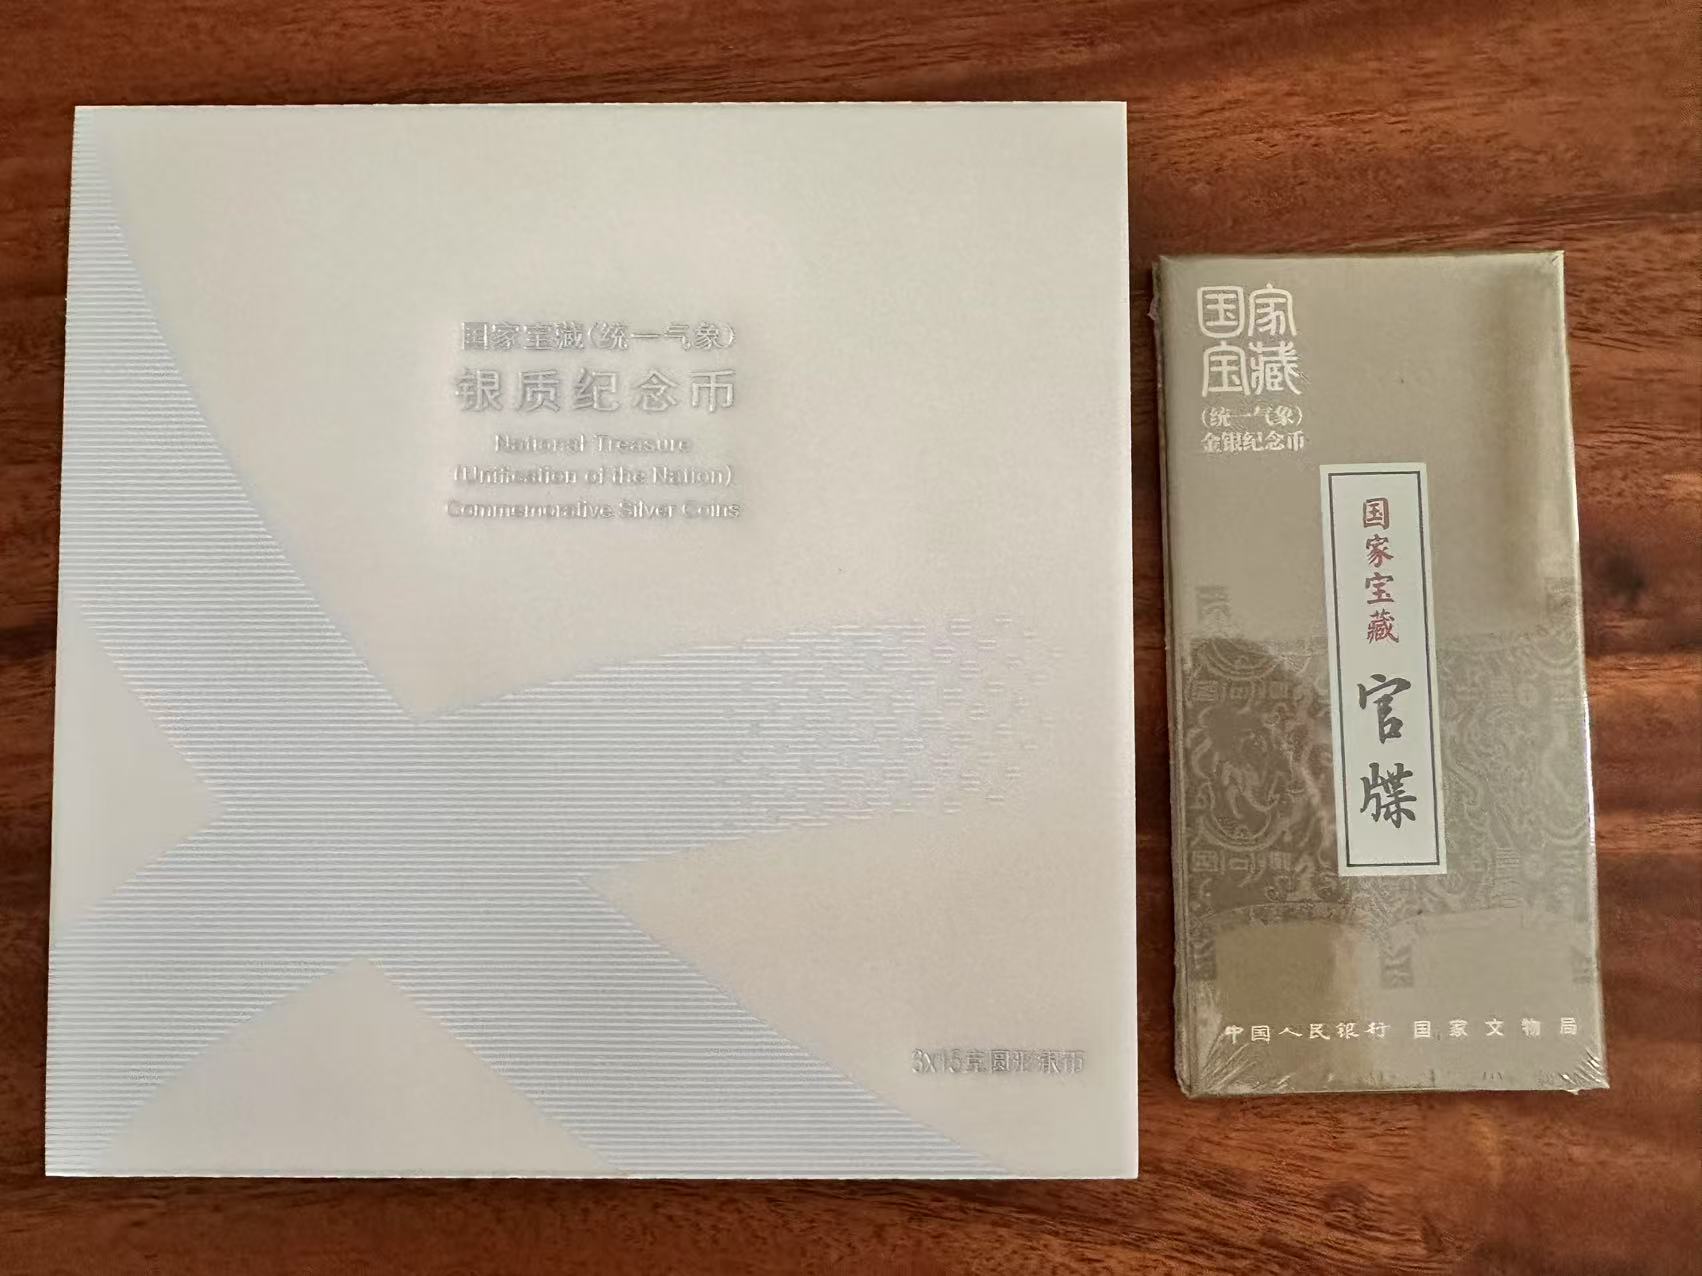 国家宝藏(统一气象)
银质纪念币
National Treasure
(Unification of the Nation)
Commemorative Silver Coins
3x15克圆形银币
国家
宝藏
(统一气象)
金银纪念币
国家宝藏 官牒
中国人民银行 国家文物局